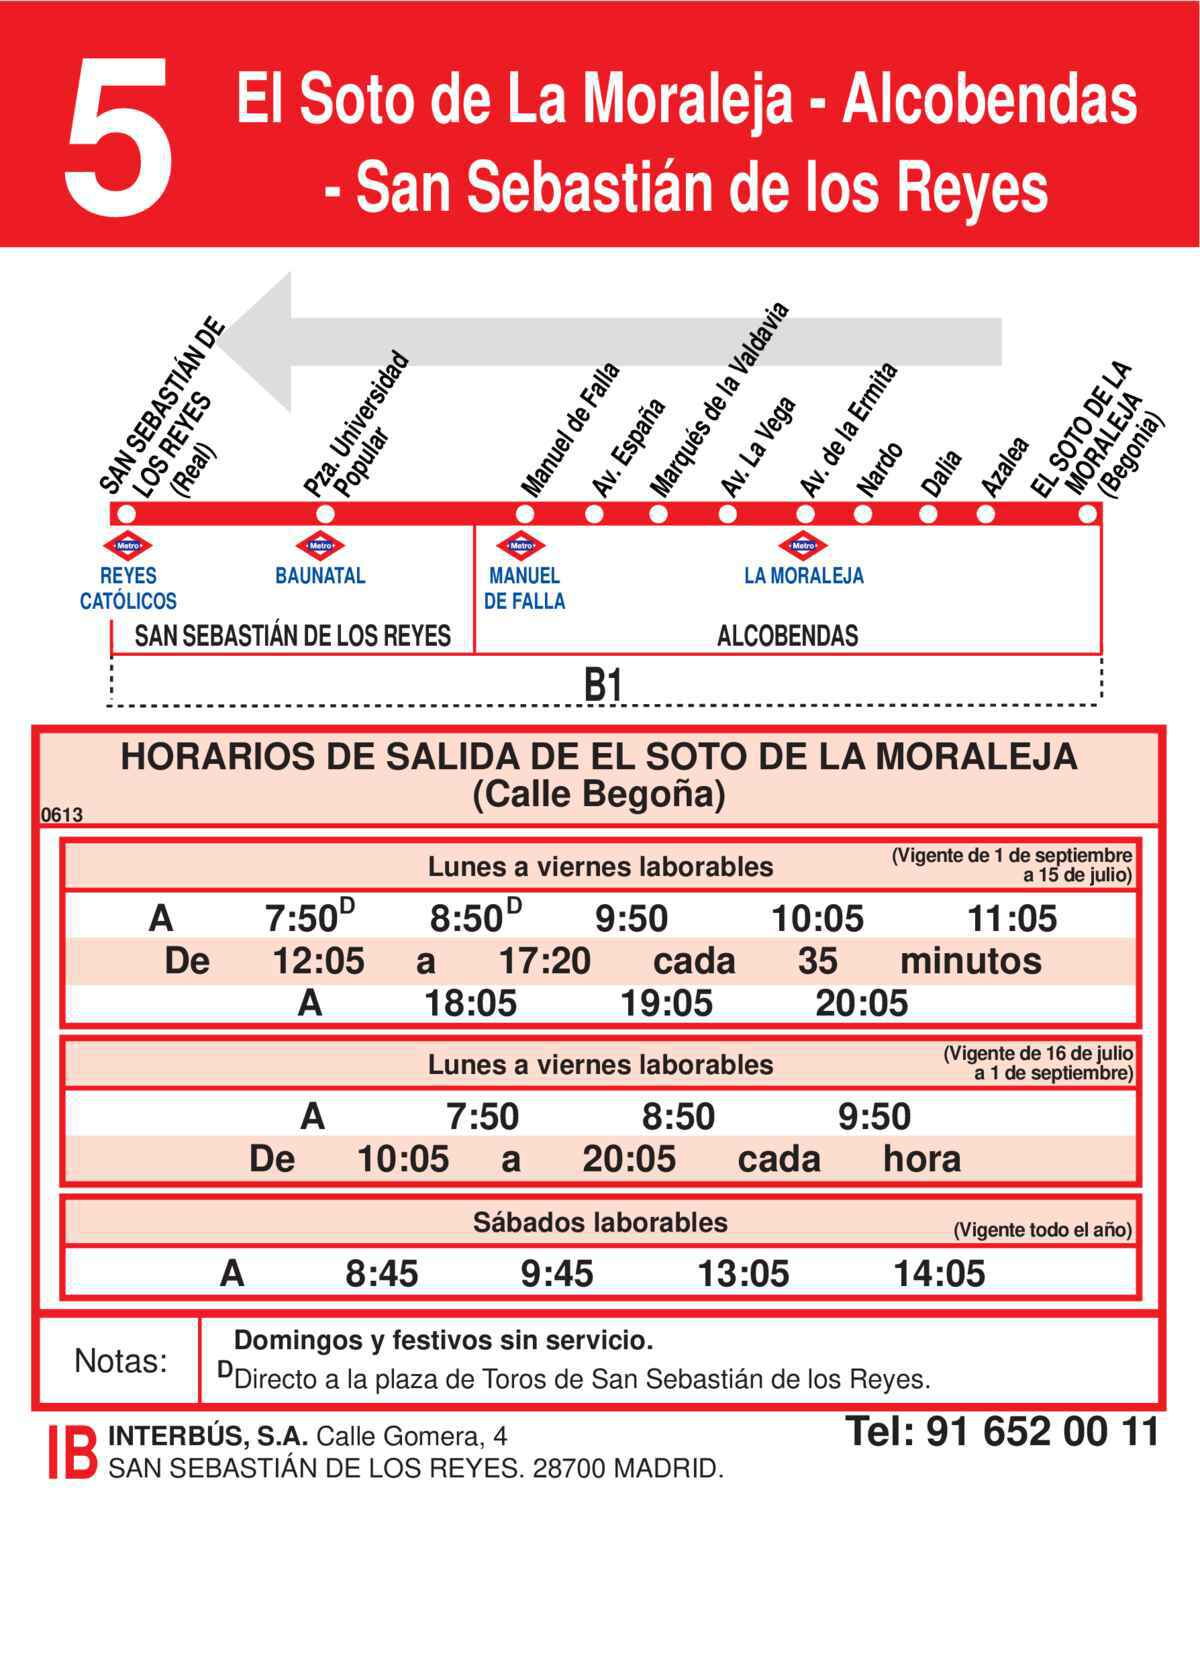 5
El Soto de La Moraleja - Alcobendas
- San Sebastián de los Reyes
SAN SEBASTIÁN DE
LOS REYES
(Real)
Pza. Universidad
Popular
Manuel de Falla
Av. España
Marqués de la Valdavia
Av. La Vega
Av. de la Ermita
Nardo
Dalia
Azalea
EL SOTO DE LA
MORALEJA
(Begonia)
Metro
REYES
CATÓLICOS
Metro
BAUNATAL
Metro
MANUEL
DE FALLA
Metro
LA MORALEJA
SAN SEBASTIÁN DE LOS REYES
ALCOBENDAS
B1
HORARIOS DE SALIDA DE EL SOTO DE LA MORALEJA
(Calle Begoña)
0613
Lunes a viernes laborables
(Vigente de 1 de septiembre
a 15 de julio)
A 7:50D 8:50D 9:50 10:05 11:05
De 12:05 a 17:20 cada 35 minutos
A 18:05 19:05 20:05
Lunes a viernes laborables
(Vigente de 16 de julio
a 1 de septiembre)
A 7:50 8:50 9:50
De 10:05 a 20:05 cada hora
Sábados laborables
(Vigente todo el año)
A 8:45 9:45 13:05 14:05
Notas:
Domingos y festivos sin servicio.
DDirecto a la plaza de Toros de San Sebastián de los Reyes.
IB
INTERBÚS, S.A. Calle Gomera, 4
SAN SEBASTIÁN DE LOS REYES. 28700 MADRID.
Tel: 91 652 00 11